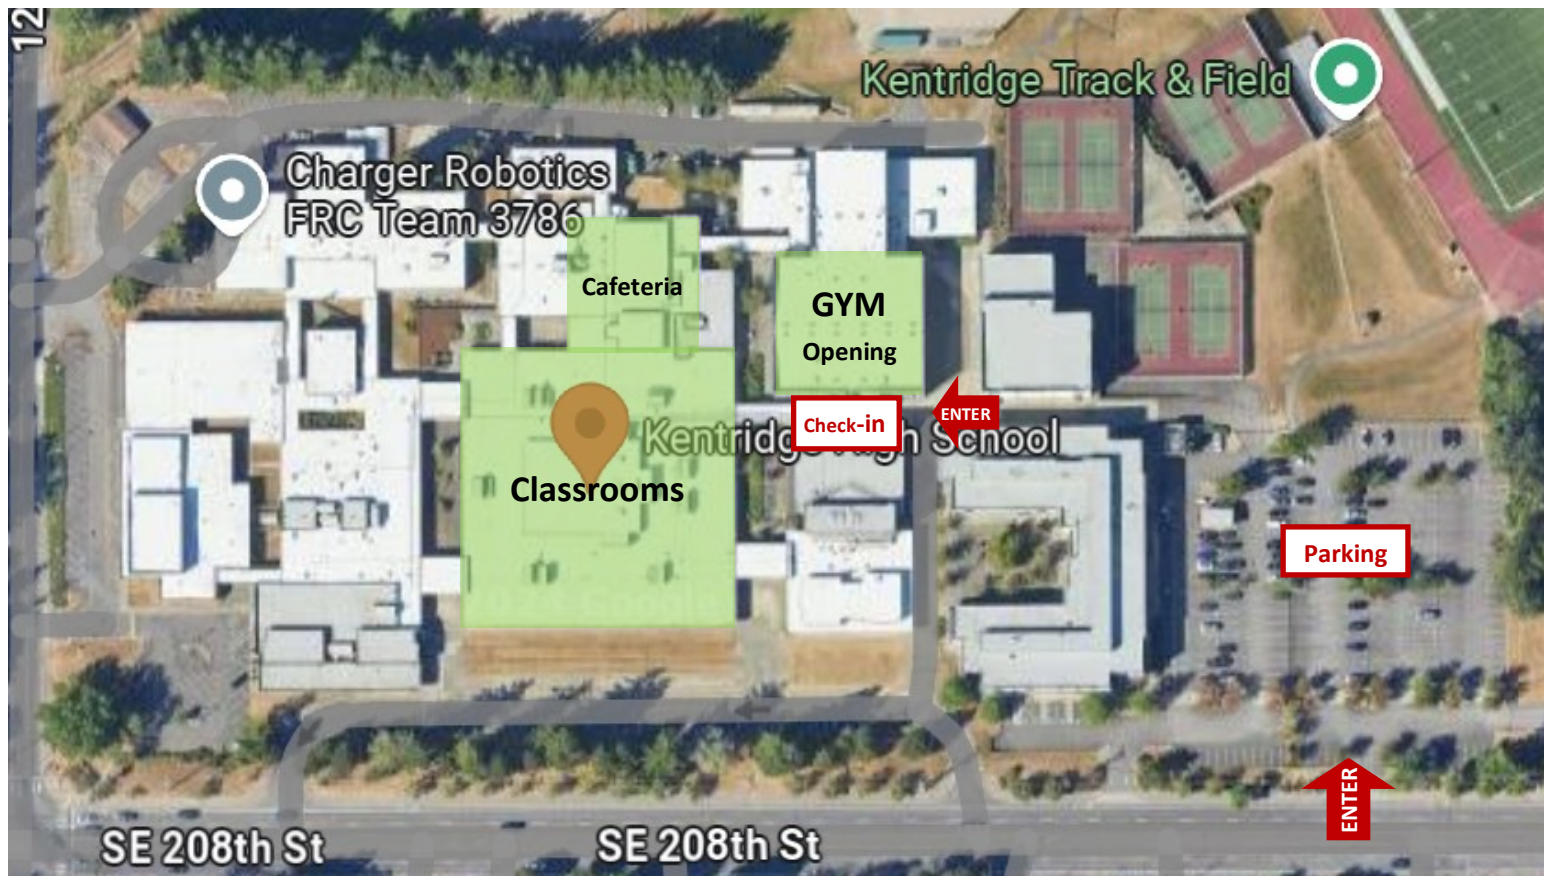 12
Kentridge Track & Field
Charger Robotics
FRC Team 3786
Cafeteria
GYM
Opening
ENTER
Check-in
Kentridge High School
Classrooms
Parking
ENTER
SE 208th St
SE 208th St